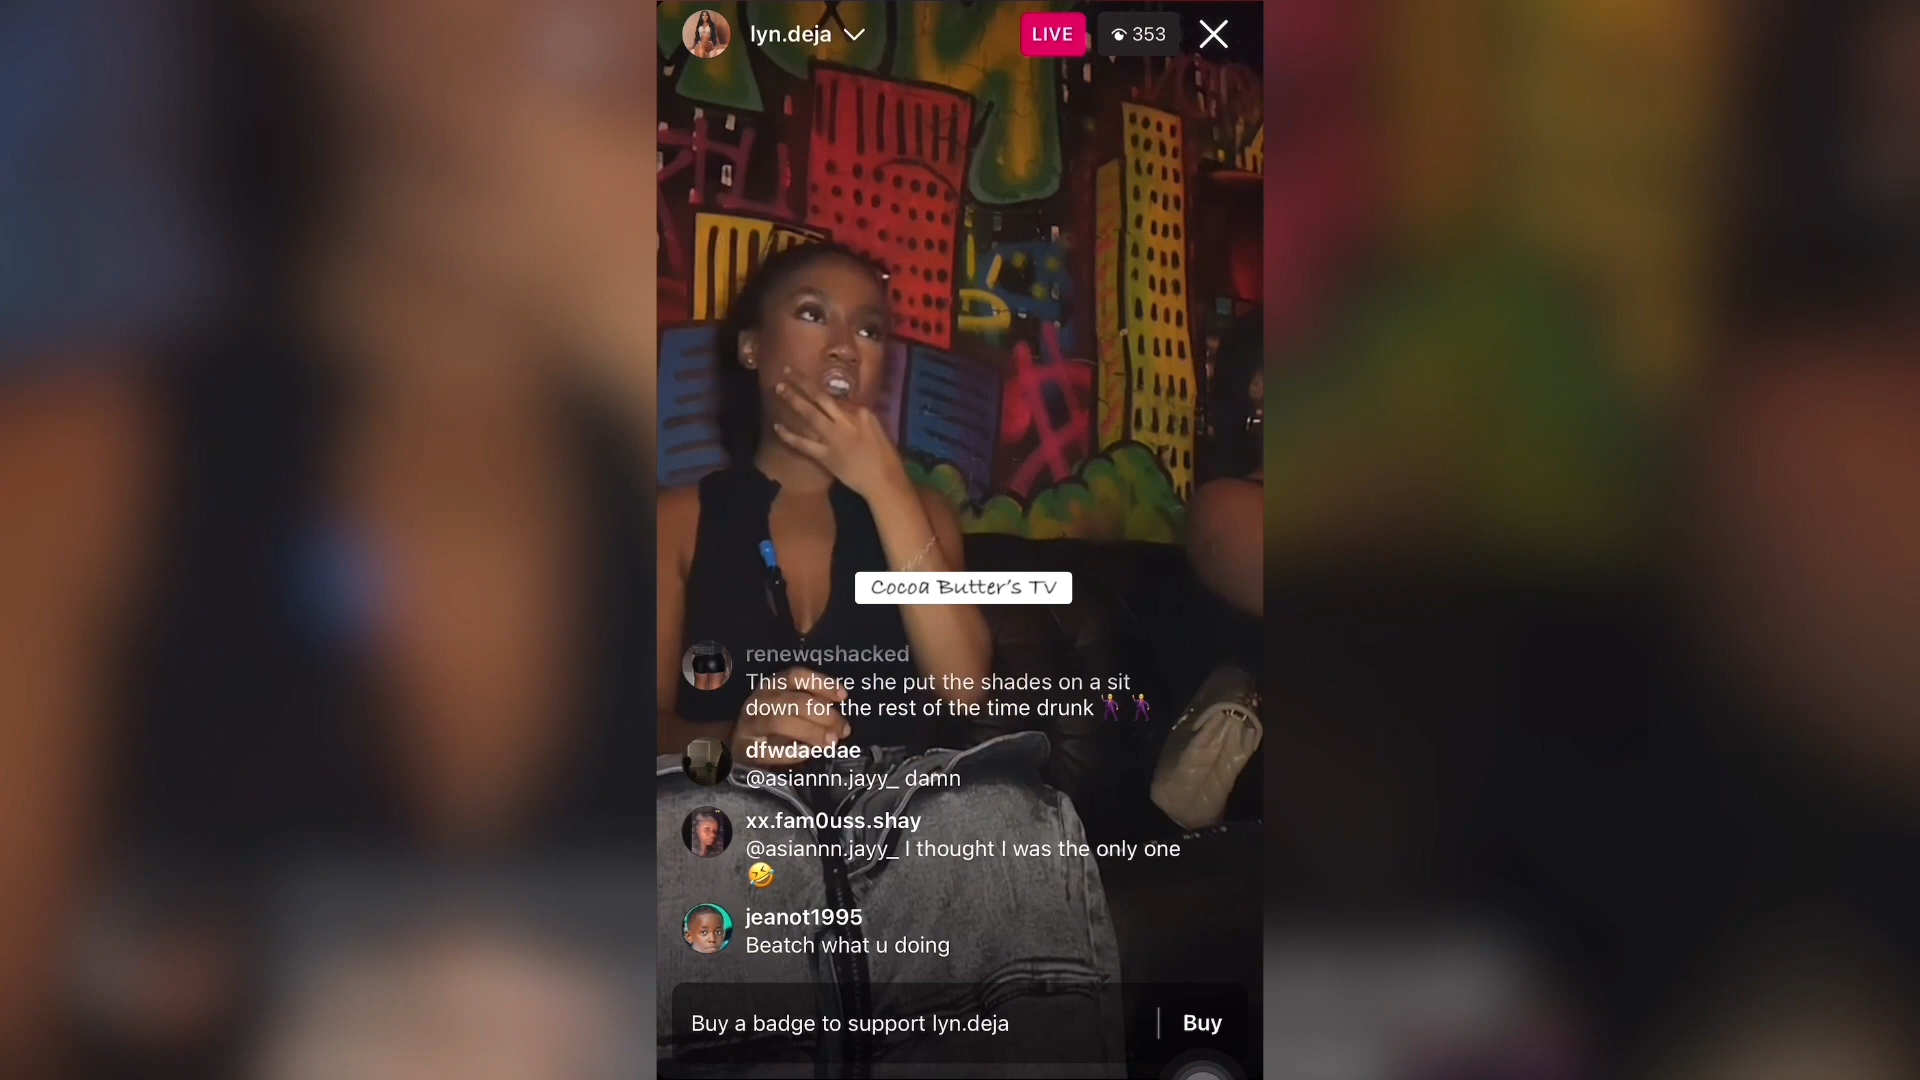 lyn.deja
LIVE
353
Cocoa Butter's TV
renewqshacked
This where she put the shades on a sit
down for the rest of the time drunk
dfwdaedae
@asiannn.jayy_ damn
xx.fam0uss.shay
@asiannn.jayy_ I thought I was the only one
🤣
jeanot1995
Beatch what u doing
Buy a badge to support lyn.deja
Buy